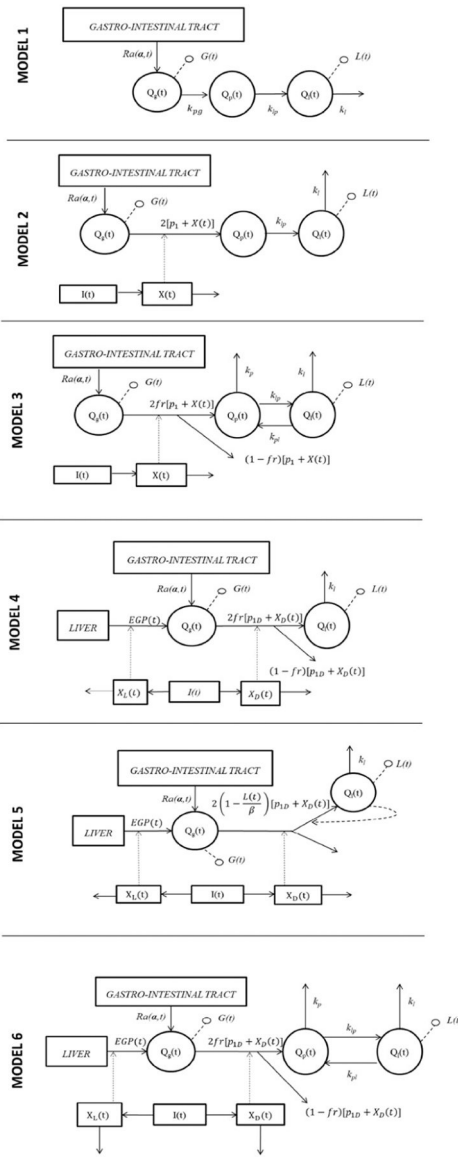 MODEL 1
GASTRO-INTESTINAL TRACT
Ra(α,t)
G(t)
L(t)
Qg(t)
Qp(t)
Ql(t)
kpg
klp
kl
MODEL 2
GASTRO-INTESTINAL TRACT
Ra(α,t)
G(t)
kl
L(t)
2[p1 + X(t)]
klp
Qg(t)
Qp(t)
Ql(t)
I(t)
X(t)
MODEL 3
GASTRO-INTESTINAL TRACT
Ra(α,t)
G(t)
kp
kl
L(t)
2fr[p1 + X(t)]
klp
Qg(t)
Qp(t)
Ql(t)
kpl
(1 − fr)[p1 + X(t)]
I(t)
X(t)
MODEL 4
GASTRO-INTESTINAL TRACT
Ra(α,t)
G(t)
kl
L(t)
LIVER
EGP(t)
Qg(t)
2fr[p1D + XD(t)]
Ql(t)
(1 − fr)[p1D + XD(t)]
XL(t)
I(t)
XD(t)
MODEL 5
GASTRO-INTESTINAL TRACT
kl
L(t)
Ra(α,t)
2(1 − L(t)/β)[p1D + XD(t)]
Ql(t)
LIVER
EGP(t)
Qg(t)
G(t)
XL(t)
I(t)
XD(t)
MODEL 6
GASTRO-INTESTINAL TRACT
Ra(α,t)
G(t)
kp
kl
L(t)
LIVER
EGP(t)
Qg(t)
2fr[p1D + XD(t)]
Qp(t)
klp
Ql(t)
kpl
(1 − fr)[p1D + XD(t)]
XL(t)
I(t)
XD(t)